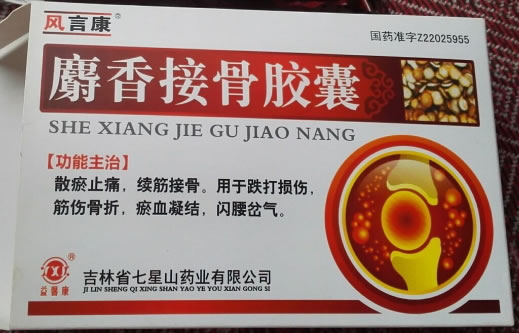 风言康®
国药准字Z22025955
麝香接骨胶囊
SHE XIANG JIE GU JIAO NANG
【功能主治】
散瘀止痛，续筋接骨。用于跌打损伤，
筋伤骨折，瘀血凝结，闪腰岔气。
®
益馨康
吉林省七星山药业有限公司
JI LIN SHENG QI XING SHAN YAO YE YOU XIAN GONG SI